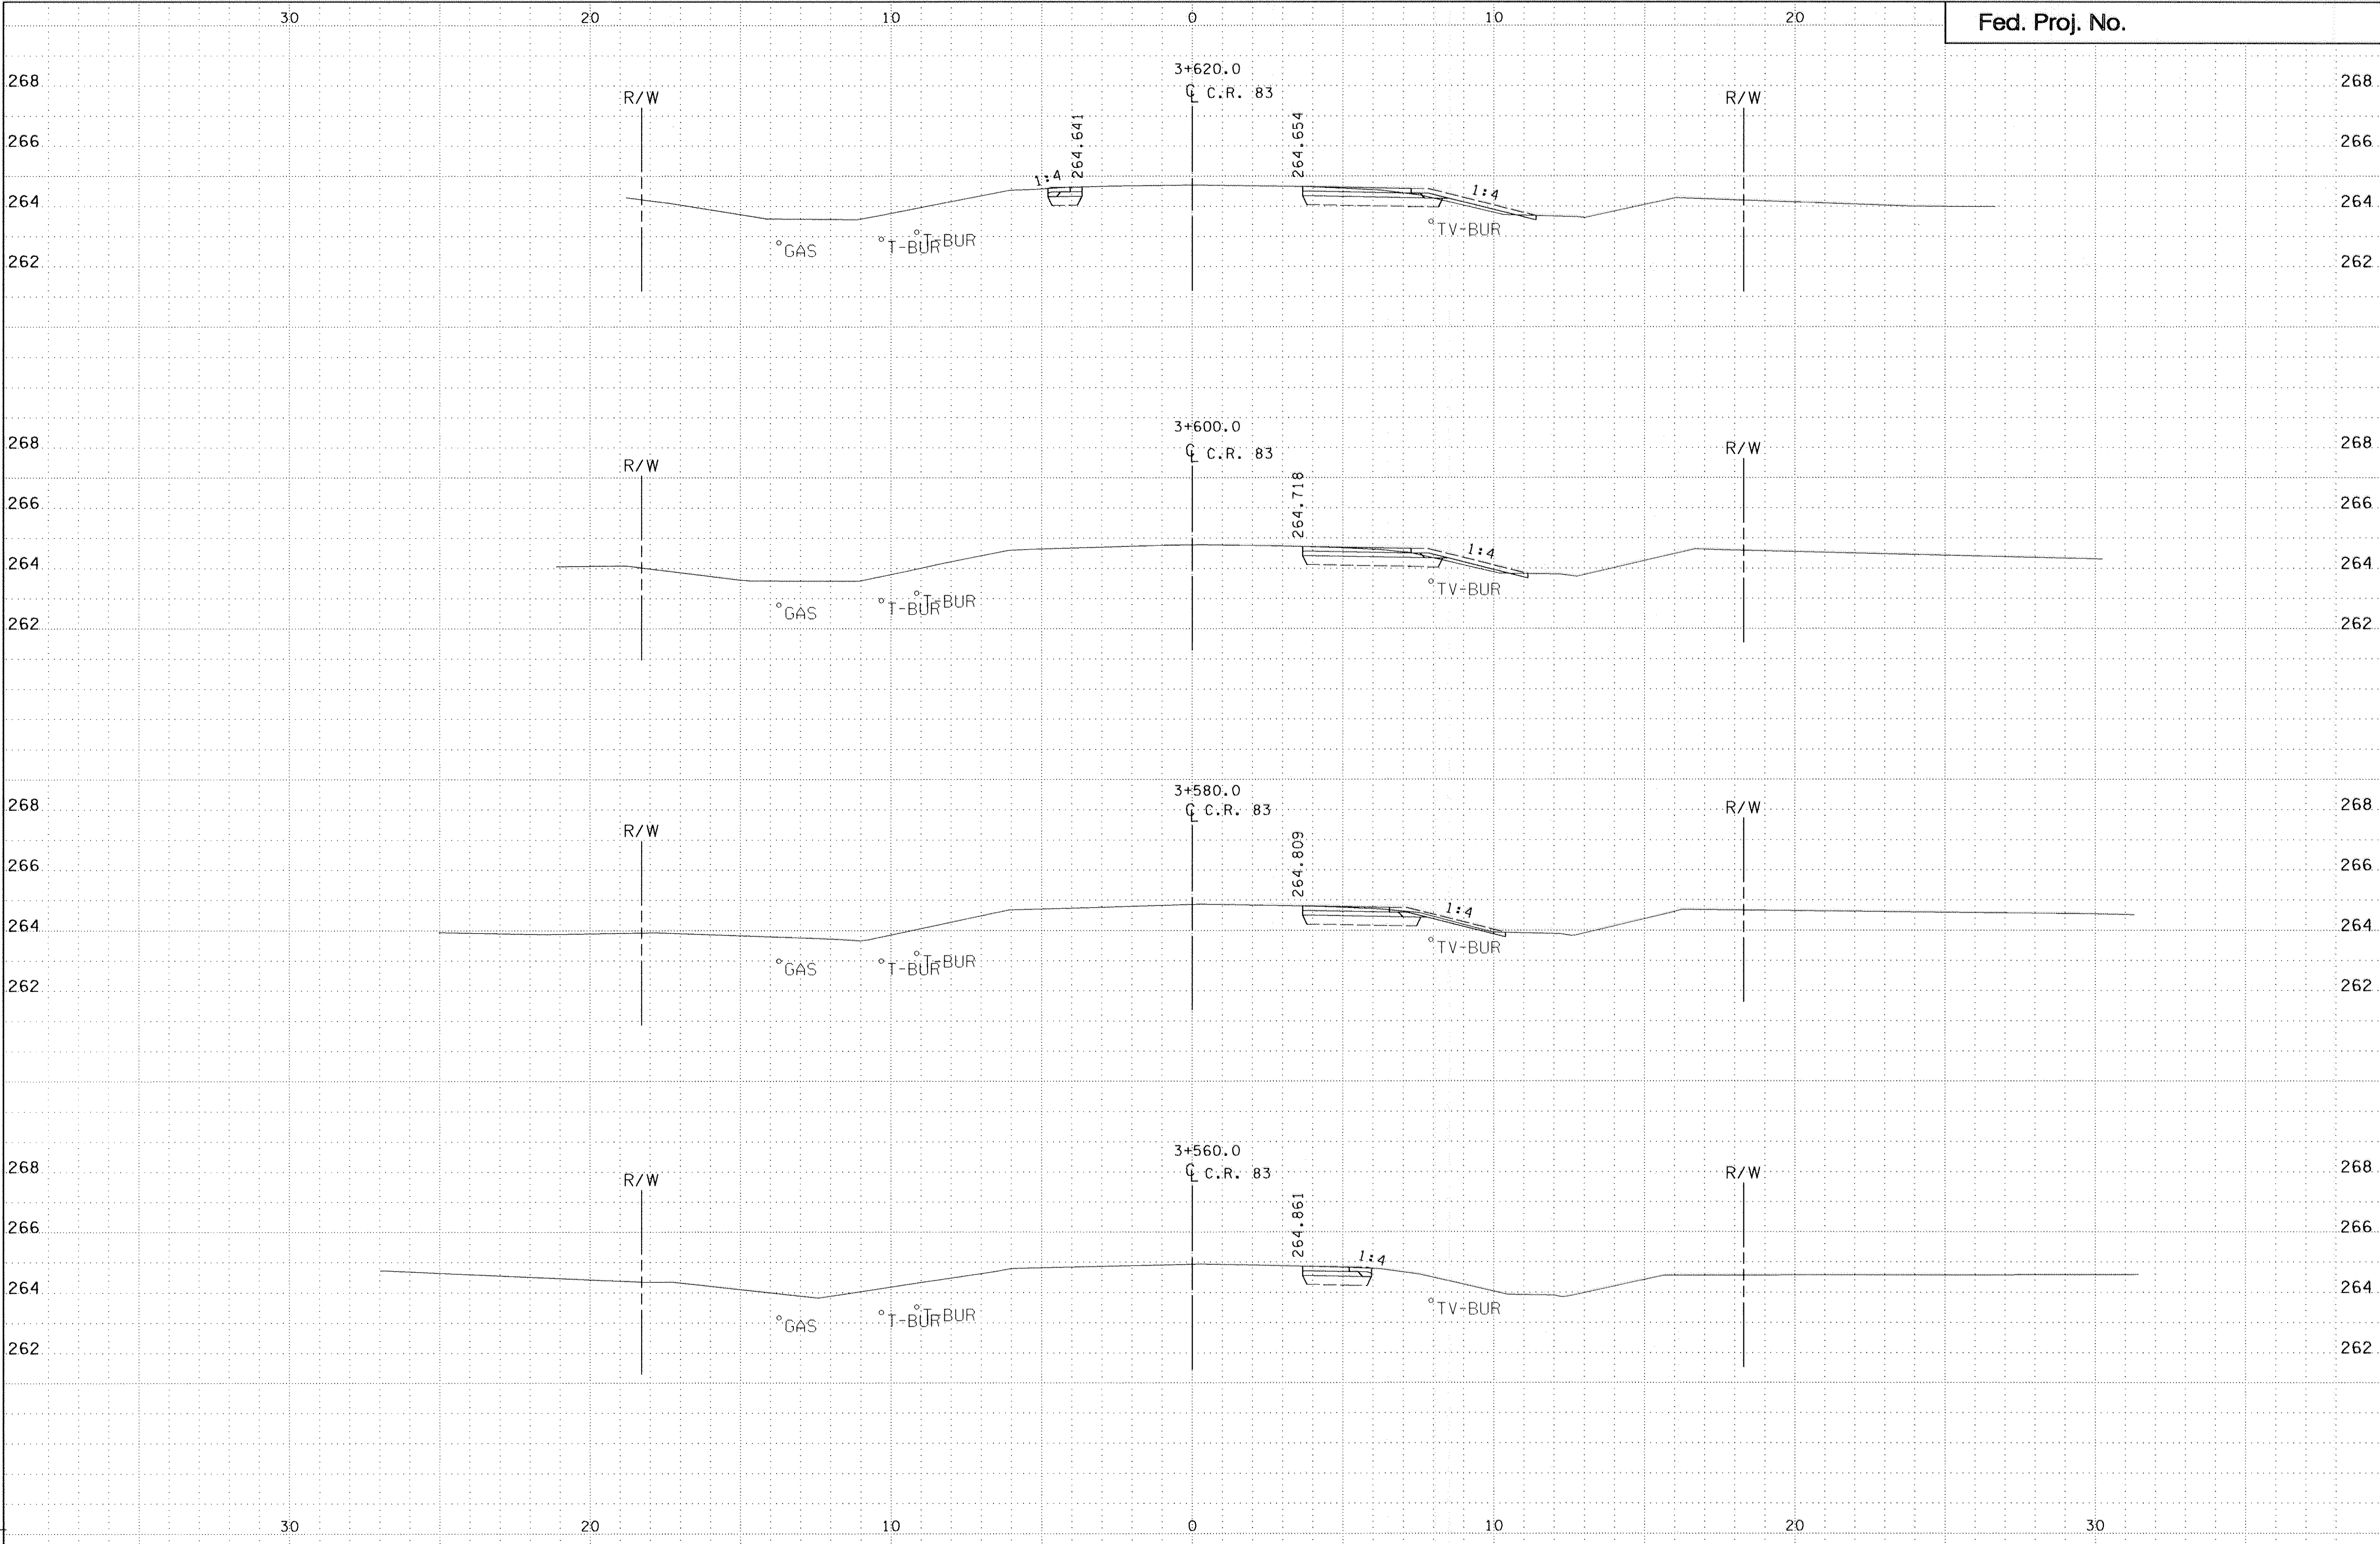 30 20 10 0 10 20
Fed. Proj. No.
3+620.0
268 ℄ C.R. 83 268
R/W R/W
264.641 264.654
266 266
1:4 1:4
264 264
GAS T-BUR T-BUR TV-BUR
262 262
3+600.0
268 ℄ C.R. 83 268
R/W R/W
264.718
266 266
1:4
264 264
GAS T-BUR T-BUR TV-BUR
262 262
3+580.0
268 ℄ C.R. 83 268
R/W R/W
264.809
266 266
1:4
264 264
GAS T-BUR T-BUR TV-BUR
262 262
3+560.0
268 ℄ C.R. 83 268
R/W R/W
264.861
266 266
1:4
264 264
GAS T-BUR T-BUR TV-BUR
262 262
30 20 10 0 10 20 30